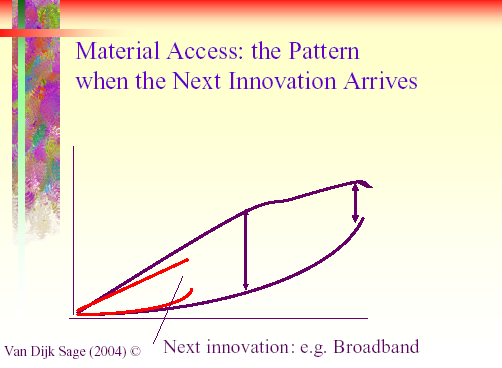 Material Access: the Pattern
when the Next Innovation Arrives
Next innovation: e.g. Broadband
Van Dijk Sage (2004) ©